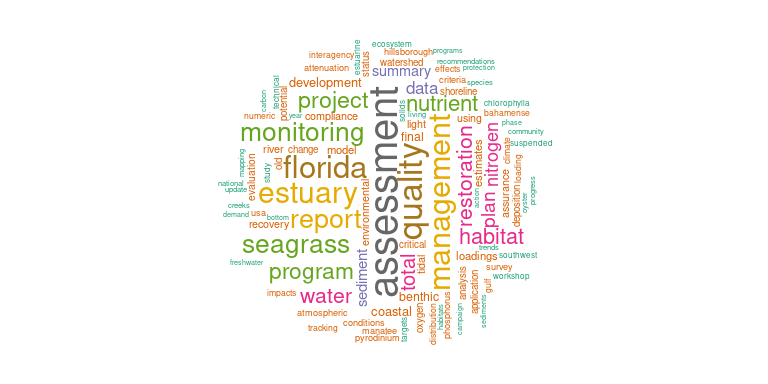 ecosystem
interagency
estuarine
status
hillsborough
programs
watershed
recommendations
attenuation
summary
effects
protection
carbon
technical
potential
development
data
criteria
species
shoreline
numeric
year
project
assessment
solids
nutrient
chlorophylla
compliance
living
using
bahamense
monitoring
light
phase
final
community
river
change
model
quality
management
restoration
nitrogen
suspended
climate
mapping
evaluation
study
old
florida
estimates
assurance
deposition
loading
national
update
estuary
environmental
plan
action
oyster
progress
creeks
demand
usa
bottom
report
recovery
seagrass
critical
habitat
trends
freshwater
program
sediment
total
tidal
loadings
southwest
survey
workshop
impacts
water
benthic
analysis
application
gulf
atmospheric
coastal
oxygen
distribution
habitats
phosphorus
campaign
sediments
conditions
tracking
manatee
targets
pyrodinium